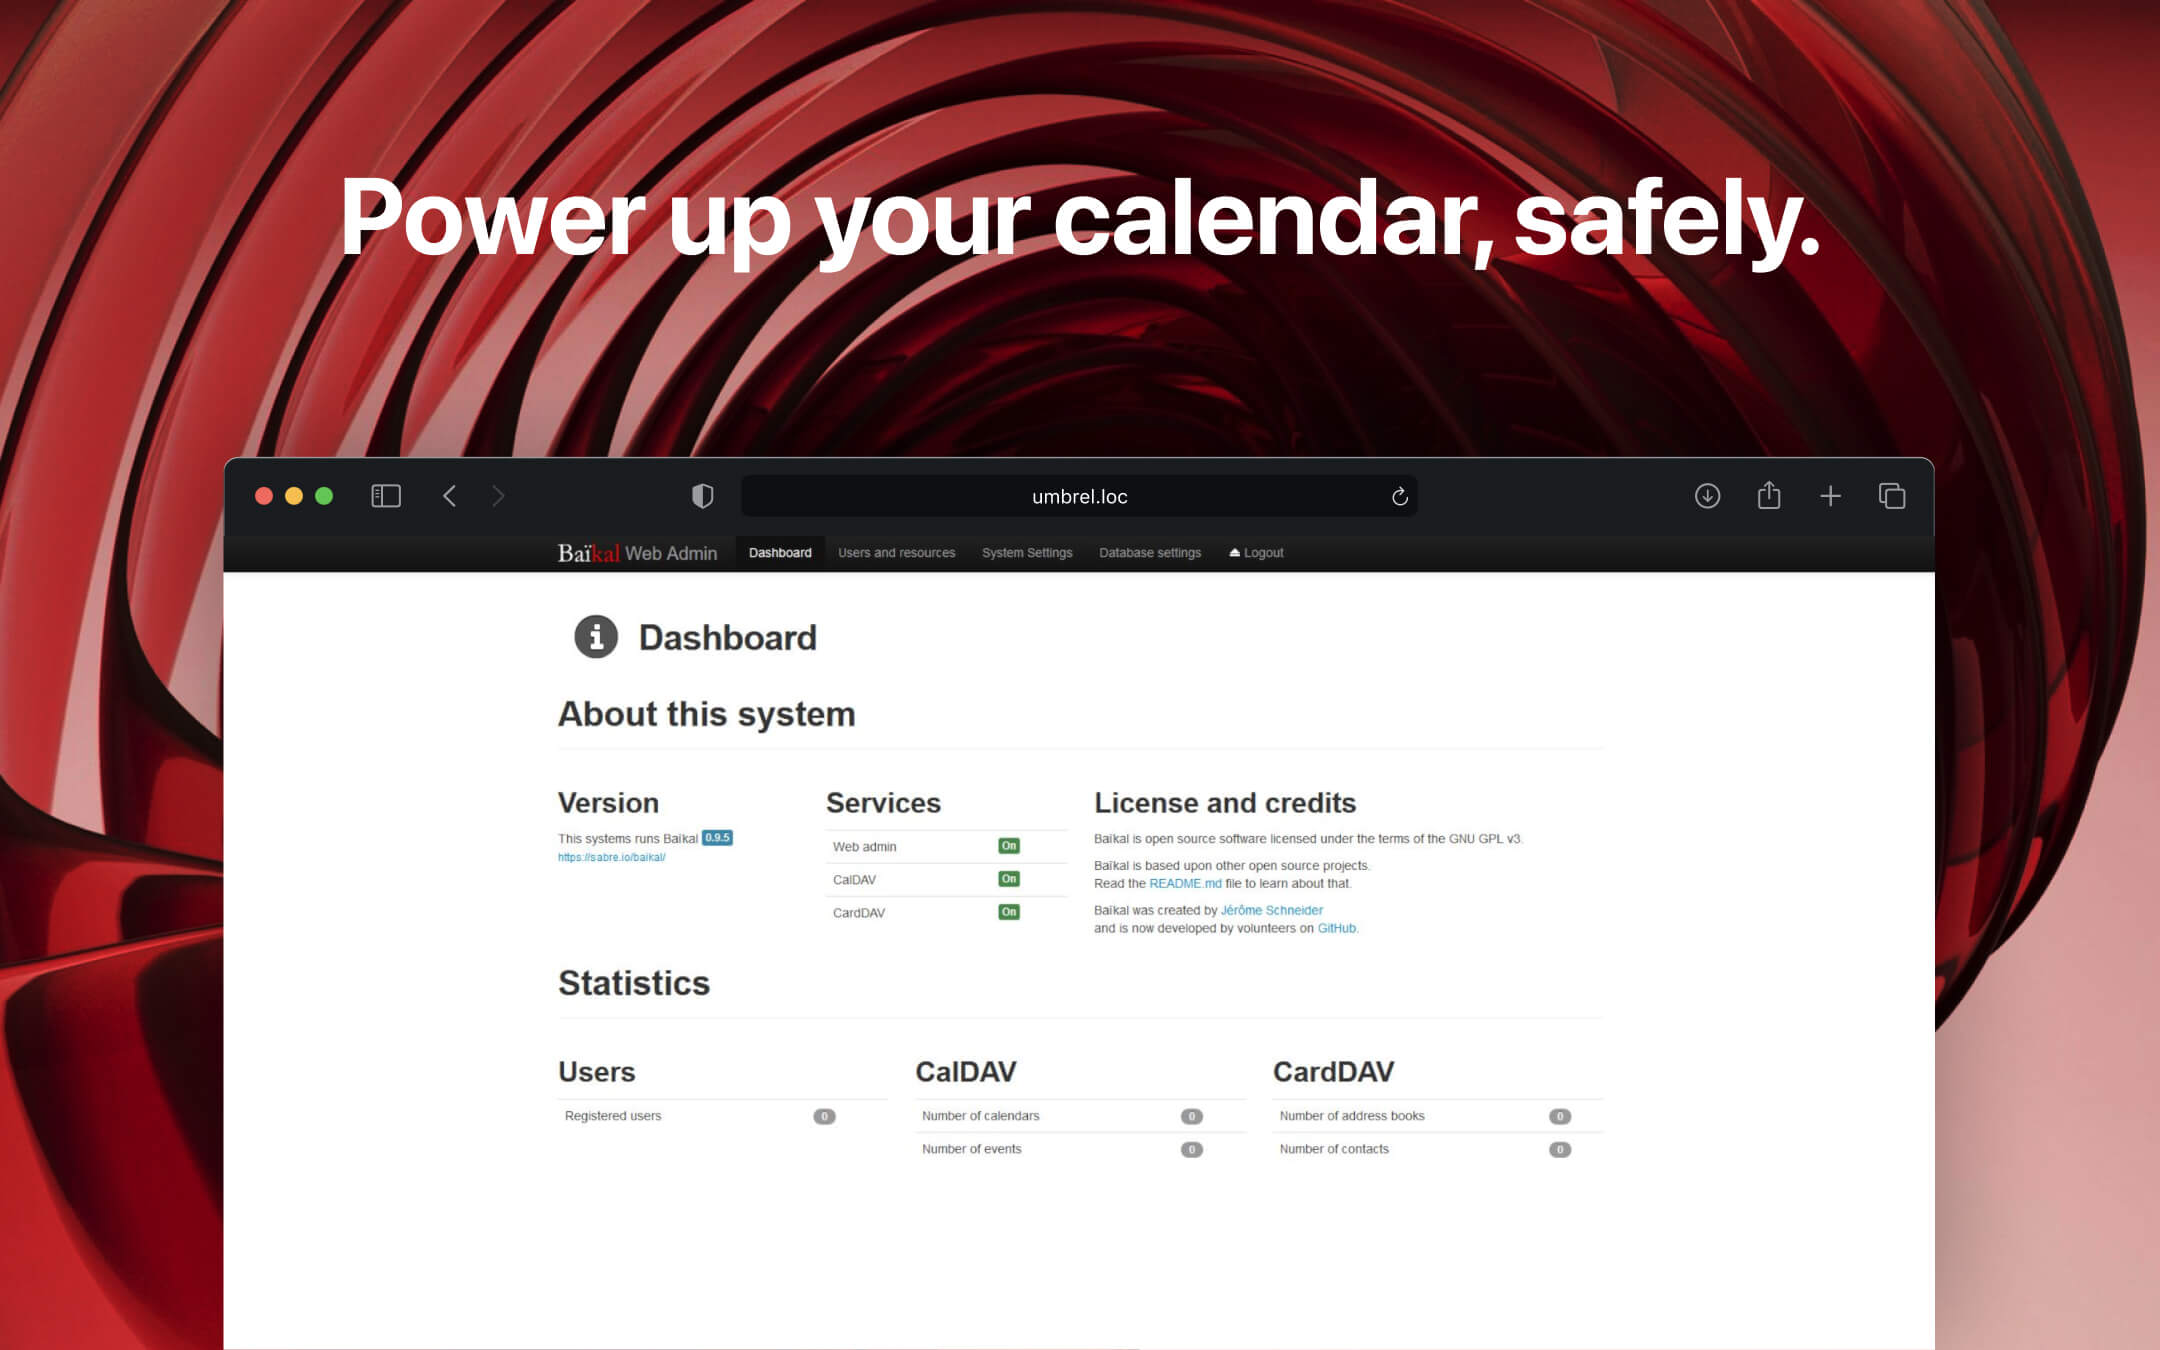 Power up your calendar, safely.
umbrel.loc
Baïkal Web Admin Dashboard Users and resources System Settings Database settings Logout
Dashboard
About this system
Version
This systems runs Baïkal 0.9.5
https://sabre.io/baikal/
Services
Web admin On
CalDAV On
CardDAV On
License and credits
Baïkal is open source software licensed under the terms of the GNU GPL v3.
Baïkal is based upon other open source projects.
Read the README.md file to learn about that.
Baïkal was created by Jérôme Schneider
and is now developed by volunteers on GitHub.
Statistics
Users
Registered users 0
CalDAV
Number of calendars 0
Number of events 0
CardDAV
Number of address books 0
Number of contacts 0